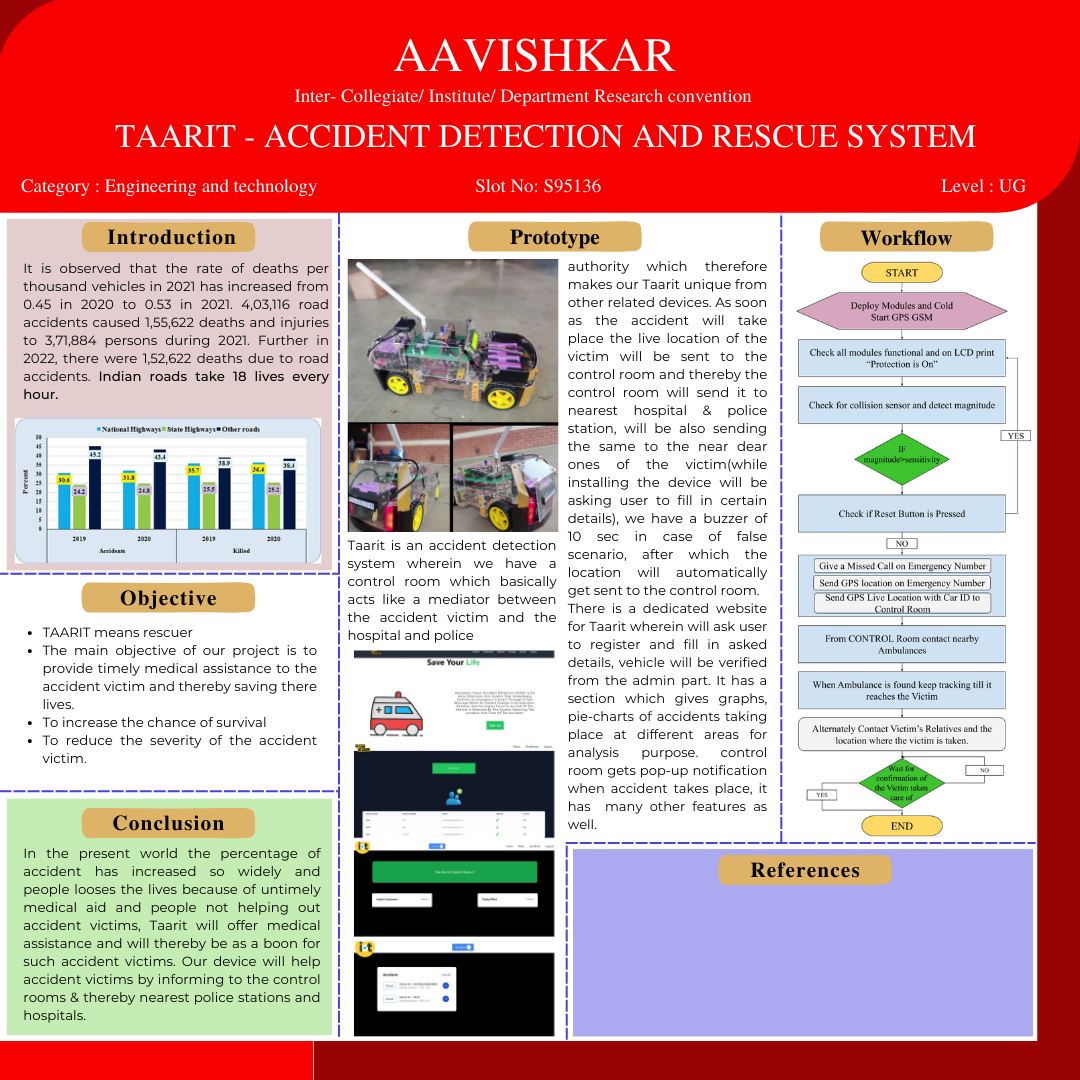 AAVISHKAR
Inter- Collegiate/ Institute/ Department Research convention
TAARIT - ACCIDENT DETECTION AND RESCUE SYSTEM
Category : Engineering and technology
Slot No: S95136
Level : UG
Introduction
It is observed that the rate of deaths per
thousand vehicles in 2021 has increased from
0.45 in 2020 to 0.53 in 2021. 4,03,116 road
accidents caused 1,55,622 deaths and injuries
to 3,71,884 persons during 2021. Further in
2022, there were 1,52,622 deaths due to road
accidents. Indian roads take 18 lives every
hour.
National Highways State Highways Other roads
Percent
50
45
40
35
30
25
20
15
10
5
0
30.6 24.2 45.2 31.8 24.8 43.4 35.7 25.5 38.9 36.4 25.2 38.4
2019 2020 2019 2020
Accidents Killed
Objective
• TAARIT means rescuer
• The main objective of our project is to
provide timely medical assistance to the
accident victim and thereby saving there
lives.
• To increase the chance of survival
• To reduce the severity of the accident
victim.
Conclusion
In the present world the percentage of
accident has increased so widely and
people looses the lives because of untimely
medical aid and people not helping out
accident victims, Taarit will offer medical
assistance and will thereby be as a boon for
such accident victims. Our device will help
accident victims by informing to the control
rooms & thereby nearest police stations and
hospitals.
Prototype
Taarit is an accident detection
system wherein we have a
control room which basically
acts like a mediator between
the accident victim and the
hospital and police
Save Your Life
Accident
authority which therefore
makes our Taarit unique from
other related devices. As soon
as the accident will take
place the live location of the
victim will be sent to the
control room and thereby the
control room will send it to
nearest hospital & police
station, will be also sending
the same to the near dear
ones of the victim(while
installing the device will be
asking user to fill in certain
details), we have a buzzer of
10 sec in case of false
scenario, after which the
location will automatically
get sent to the control room.
There is a dedicated website
for Taarit wherein will ask user
to register and fill in asked
details, vehicle will be verified
from the admin part. It has a
section which gives graphs,
pie-charts of accidents taking
place at different areas for
analysis purpose. control
room gets pop-up notification
when accident takes place, it
has many other features as
well.
Workflow
START
Deploy Modules and Cold
Start GPS GSM
Check all modules functional and on LCD print
“Protection is On”
Check for collision sensor and detect magnitude
YES
IF
magnitude>sensitivity
Check if Reset Button is Pressed
NO
Give a Missed Call on Emergency Number
Send GPS location on Emergency Number
Send GPS Live Location with Car ID to
Control Room
From CONTROL Room contact nearby
Ambulances
When Ambulance is found keep tracking till it
reaches the Victim
Alternately Contact Victim's Relatives and the
location where the victim is taken.
Wait for
confirmation of
the Victim taken
care of
NO
YES
END
References